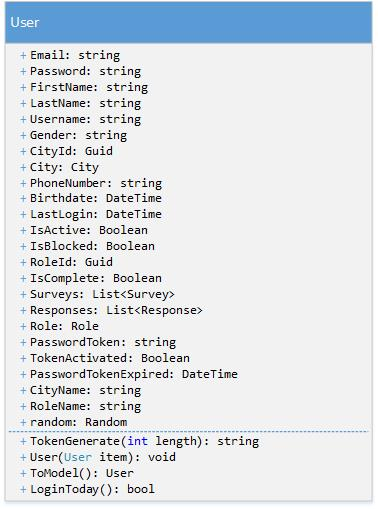 User
+ Email: string
+ Password: string
+ FirstName: string
+ LastName: string
+ Username: string
+ Gender: string
+ CityId: Guid
+ City: City
+ PhoneNumber: string
+ Birthdate: DateTime
+ LastLogin: DateTime
+ IsActive: Boolean
+ IsBlocked: Boolean
+ RoleId: Guid
+ IsComplete: Boolean
+ Surveys: List<Survey>
+ Responses: List<Response>
+ Role: Role
+ PasswordToken: string
+ TokenActivated: Boolean
+ PasswordTokenExpired: DateTime
+ CityName: string
+ RoleName: string
+ random: Random
+ TokenGenerate(int length): string
+ User(User item): void
+ ToModel(): User
+ LoginToday(): bool